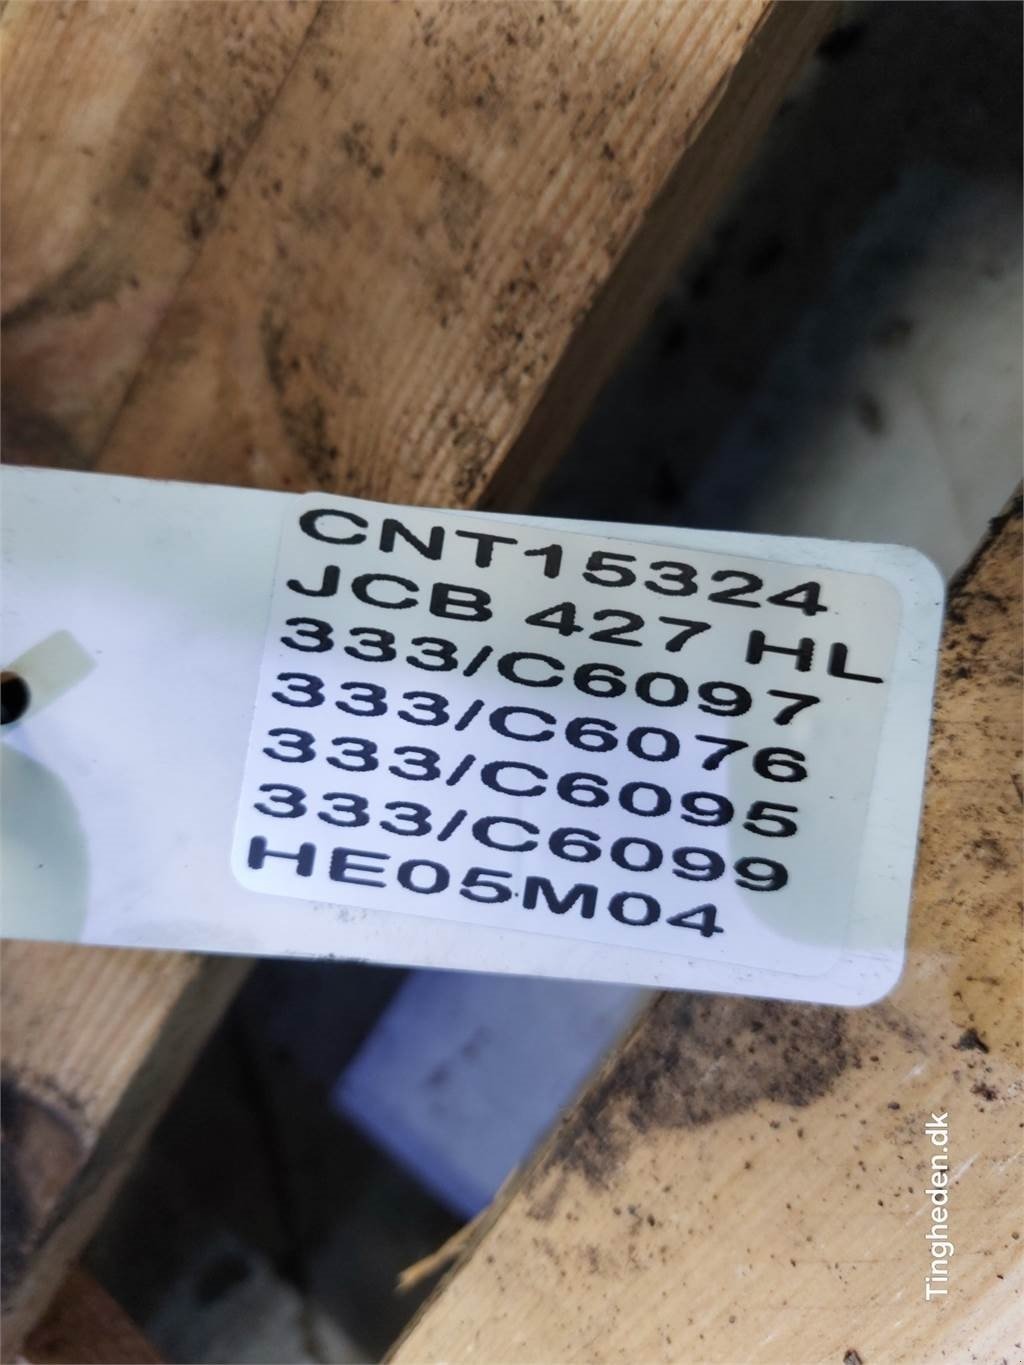 CNT15324
JCB 427 HL
333/C6097
333/C6076
333/C6095
333/C6099
HE05M04
Tingheden.dk